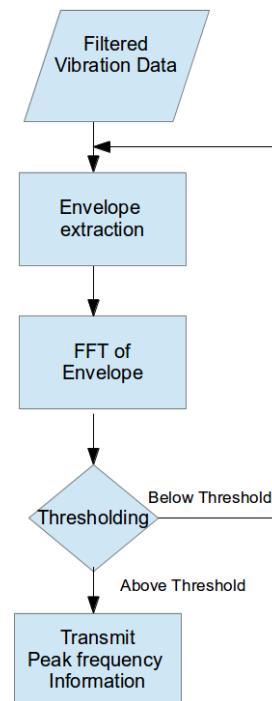 Filtered
Vibration Data
Envelope
extraction
FFT of
Envelope
Thresholding
Below Threshold
Above Threshold
Transmit
Peak frequency
Information